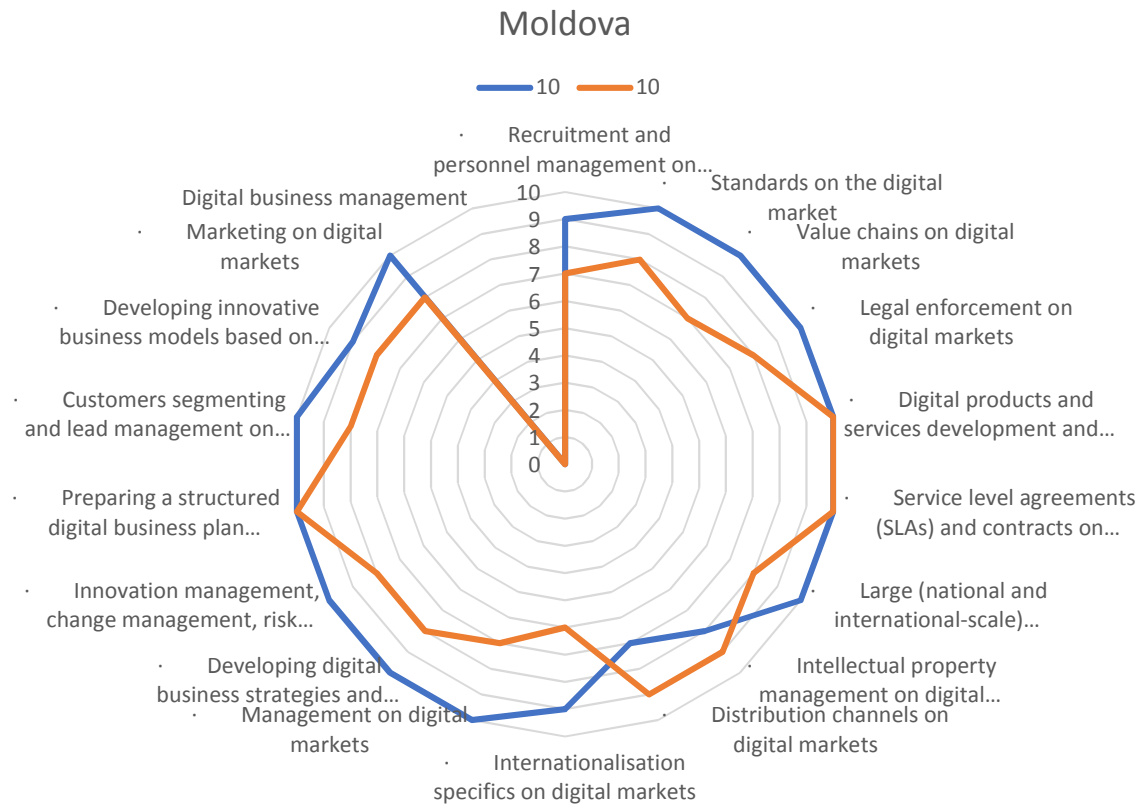 Moldova
10 10
· Recruitment and
personnel management on...
· Standards on the digital
market
· Value chains on digital
markets
· Legal enforcement on
digital markets
· Digital products and
services development and...
· Service level agreements
(SLAs) and contracts on...
· Large (national and
international-scale)...
· Intellectual property
management on digital...
· Distribution channels on
digital markets
· Internationalisation
specifics on digital markets
· Management on digital
markets
· Developing digital
business strategies and...
· Innovation management,
change management, risk...
· Preparing a structured
digital business plan...
· Customers segmenting
and lead management on...
· Developing innovative
business models based on...
· Marketing on digital
markets
Digital business management
10
9
8
7
6
5
4
3
2
1
0